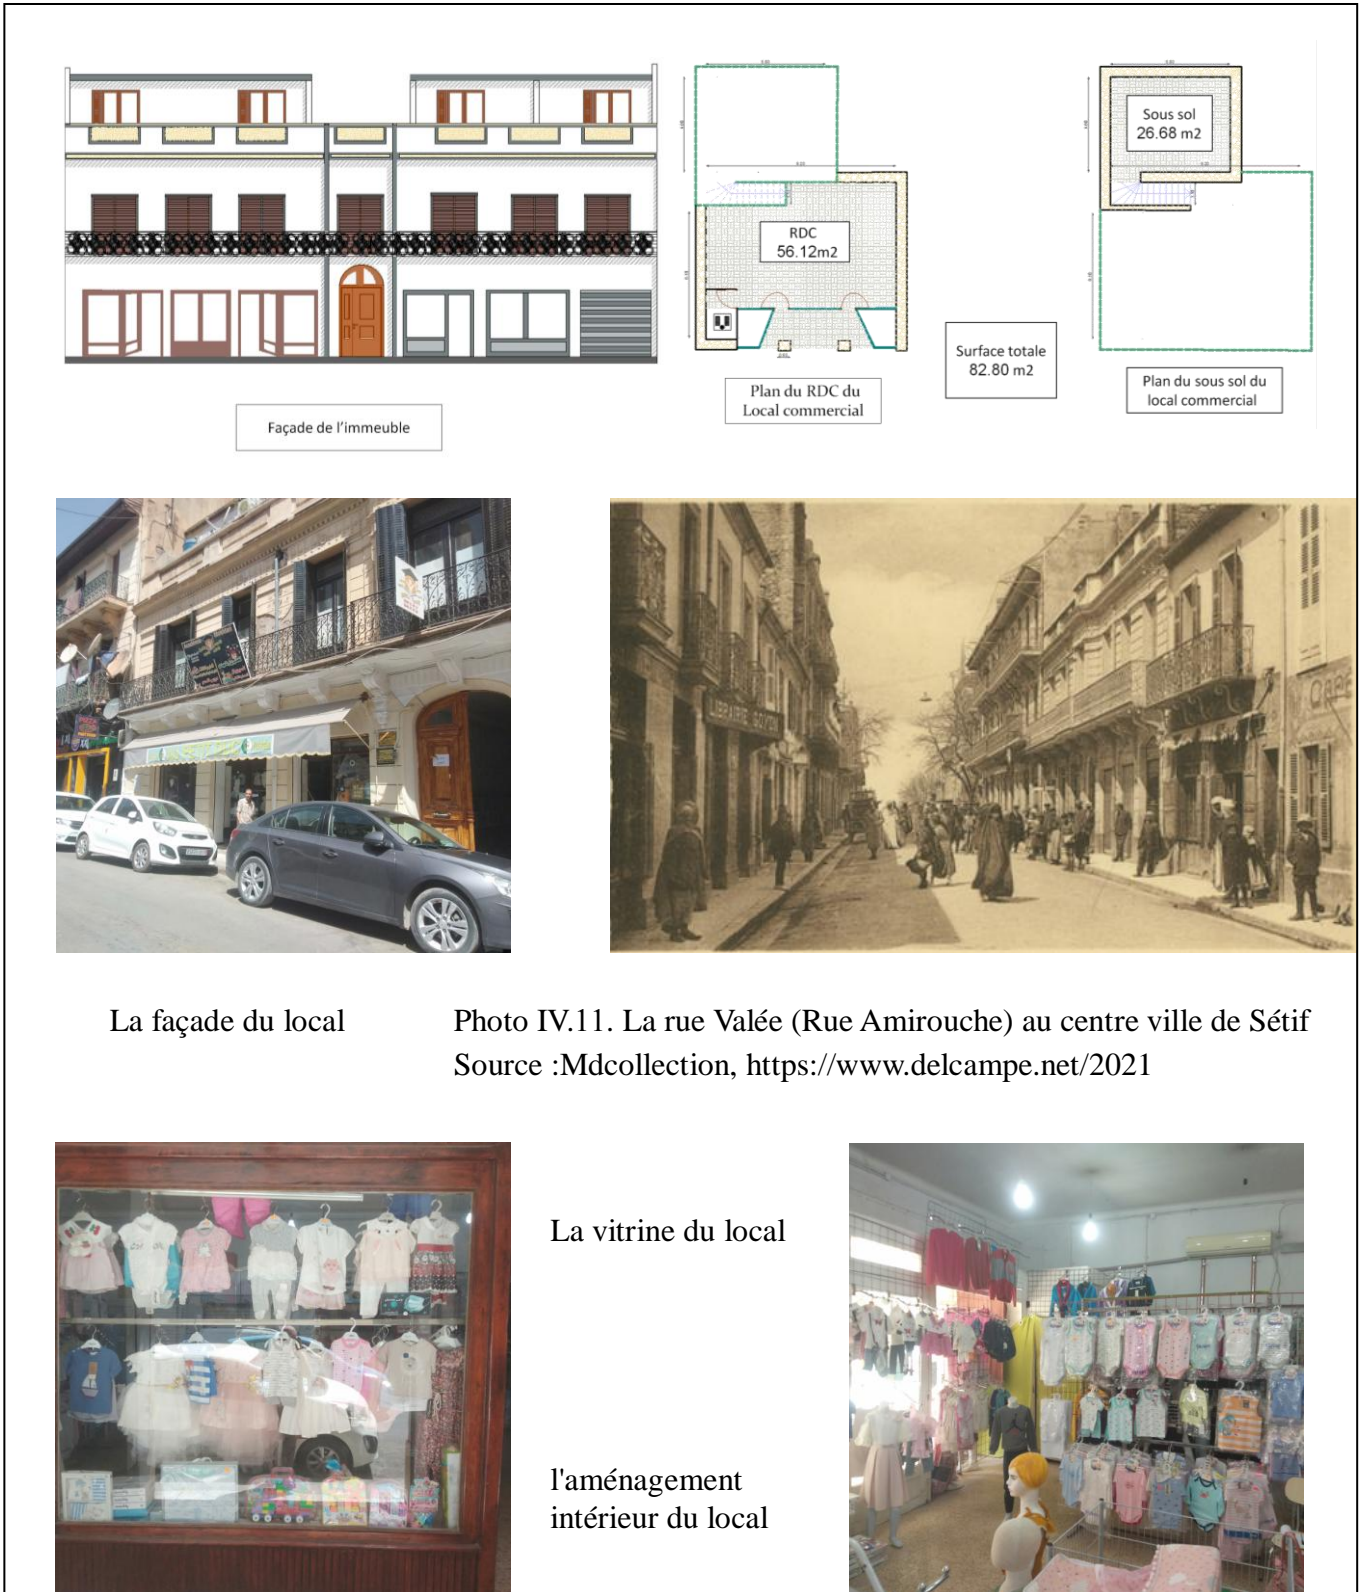 Sous sol
26.68 m2
RDC
56.12m2
Surface totale
82.80 m2
Plan du RDC du
Local commercial
Plan du sous sol du
local commercial
Façade de l'immeuble
LIBRAIRIE
La façade du local
Photo IV.11. La rue Valée (Rue Amirouche) au centre ville de Sétif
Source :Mdcollection, https://www.delcampe.net/2021
La vitrine du local
l'aménagement
intérieur du local